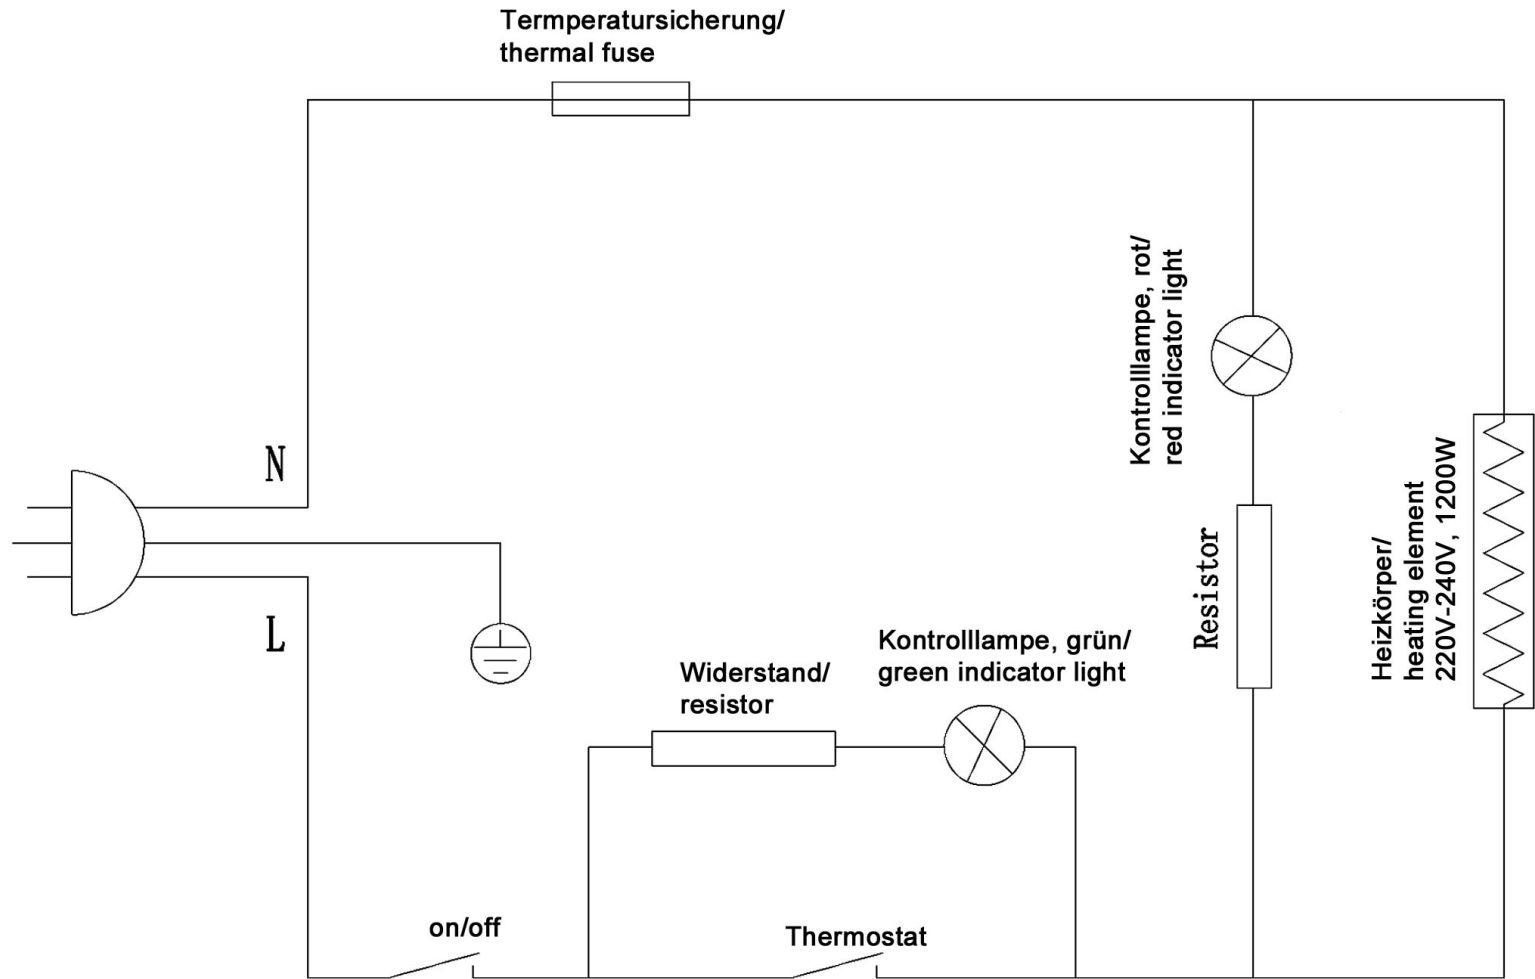 Termperatursicherung/
thermal fuse
Kontrolllampe, rot/
red indicator light
N
Heizkörper/
heating element
220V-240V, 1200W
Resistor
L
Kontrolllampe, grün/
green indicator light
Widerstand/
resistor
on/off
Thermostat